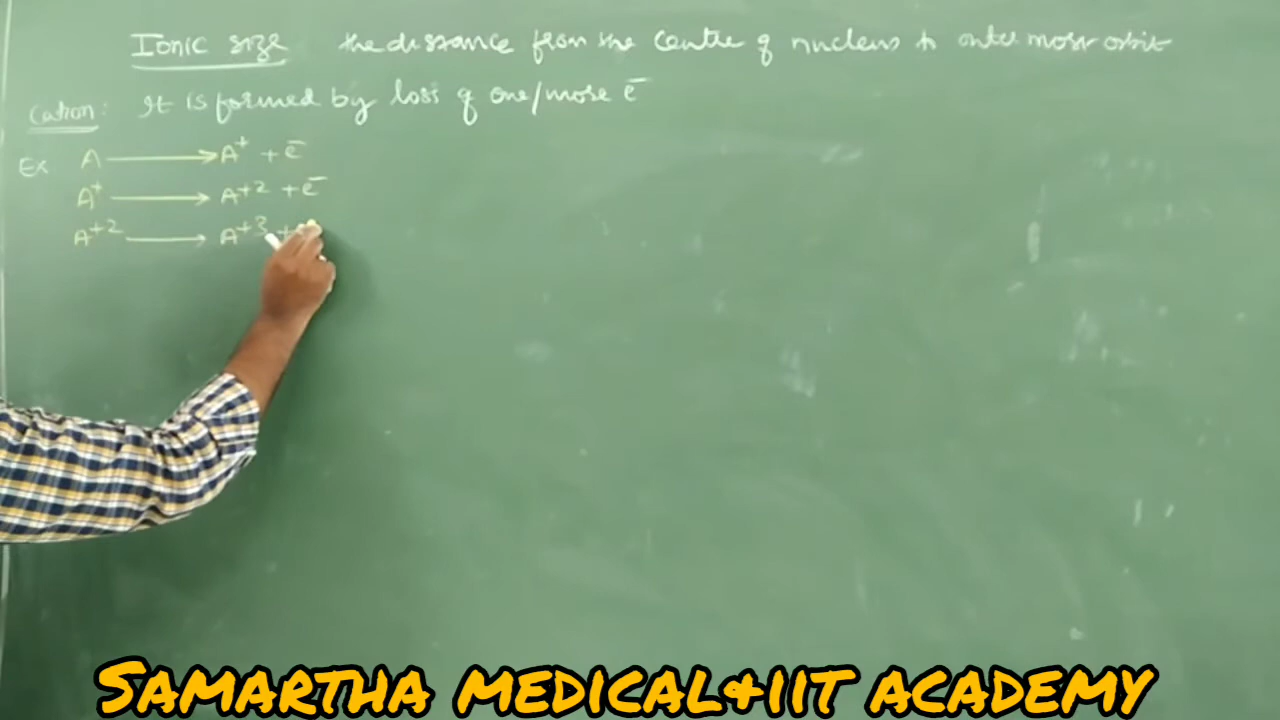 Ionic size the distance from the centre of nucleus to outer most orbit
Cation: It is formed by loss of one/more e⁻
Ex A ⟶ A⁺ + e⁻
A⁺ ⟶ A⁺² + e⁻
A⁺² ⟶ A⁺³ +
SAMARTHA MEDICAL&IIT ACADEMY